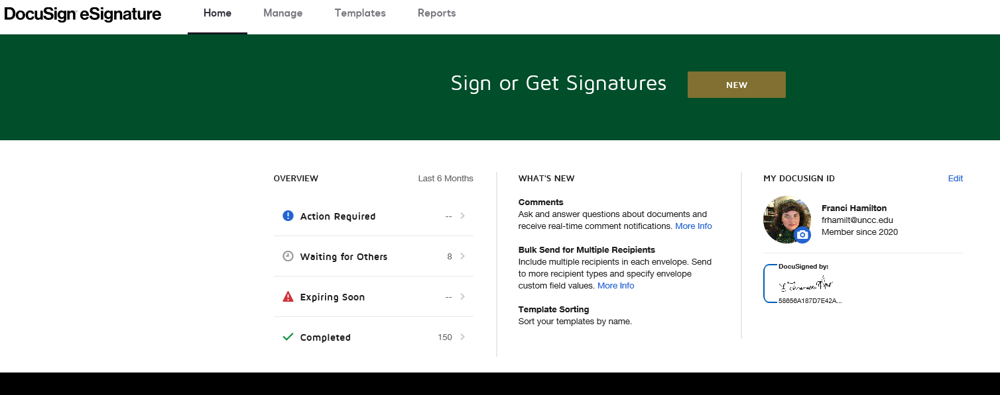 DocuSign eSignature
Home
Manage
Templates
Reports
Sign or Get Signatures
NEW
OVERVIEW
Last 6 Months
Action Required --
Waiting for Others 8
Expiring Soon --
Completed 150
WHAT'S NEW
Comments
Ask and answer questions about documents and
receive real-time comment notifications. More Info
Bulk Send for Multiple Recipients
Include multiple recipients in each envelope. Send
to more recipient types and specify envelope
custom field values. More Info
Template Sorting
Sort your templates by name.
MY DOCUSIGN ID
Edit
Franci Hamilton
frhamilt@uncc.edu
Member since 2020
DocuSigned by:
58656A187D7E42A...